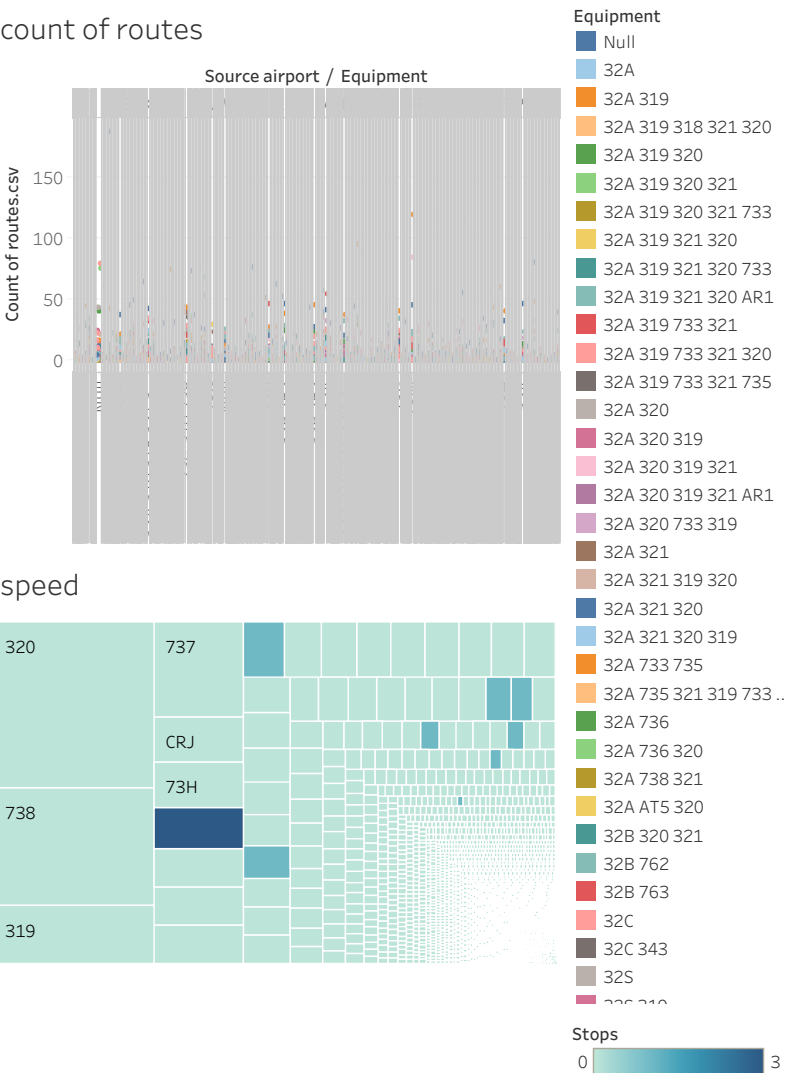 count of routes
Source airport / Equipment
Count of routes.csv
150
100
50
0
speed
320
738
319
737
CRJ
73H
Equipment
Null
32A
32A 319
32A 319 318 321 320
32A 319 320
32A 319 320 321
32A 319 320 321 733
32A 319 321 320
32A 319 321 320 733
32A 319 321 320 AR1
32A 319 733 321
32A 319 733 321 320
32A 319 733 321 735
32A 320
32A 320 319
32A 320 319 321
32A 320 319 321 AR1
32A 320 733 319
32A 321
32A 321 319 320
32A 321 320
32A 321 320 319
32A 733 735
32A 735 321 319 733 ..
32A 736
32A 736 320
32A 738 321
32A AT5 320
32B 320 321
32B 762
32B 763
32C
32C 343
32S
32S 319
Stops
0 3